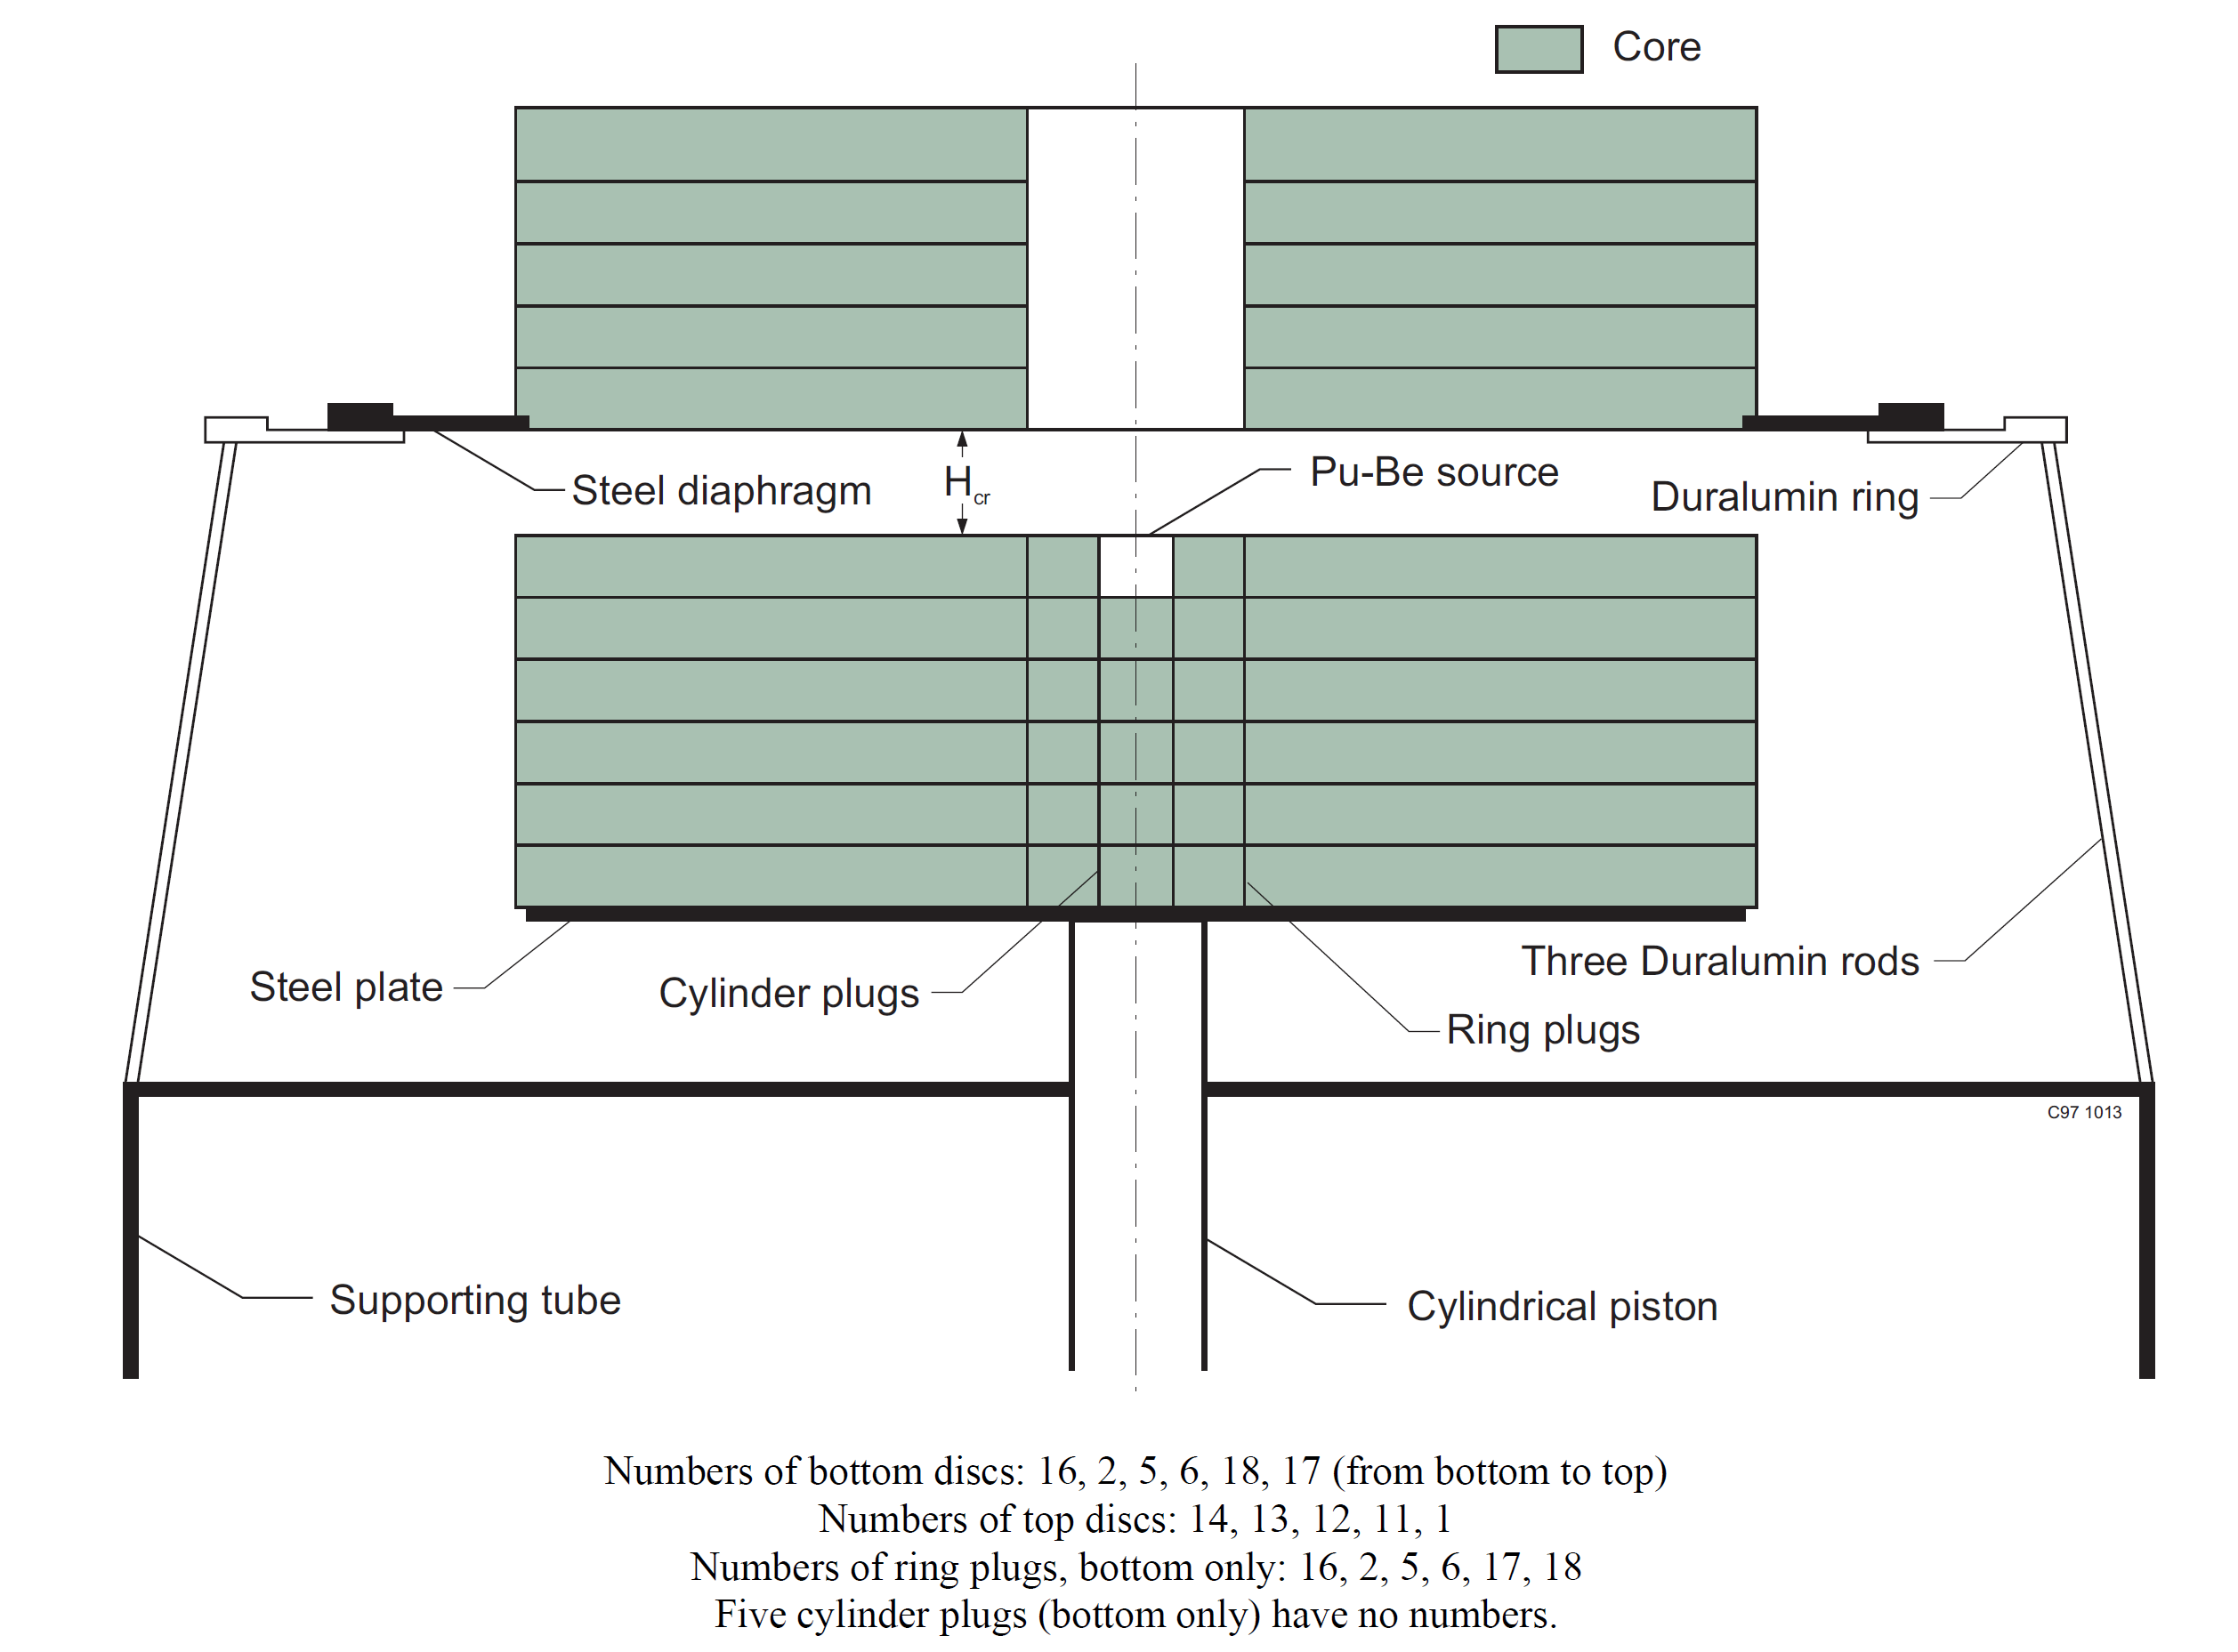 Core
Steel diaphragm
Hcr
Pu-Be source
Duralumin ring
Steel plate
Cylinder plugs
Three Duralumin rods
Ring plugs
C97 1013
Supporting tube
Cylindrical piston
Numbers of bottom discs: 16, 2, 5, 6, 18, 17 (from bottom to top)
Numbers of top discs: 14, 13, 12, 11, 1
Numbers of ring plugs, bottom only: 16, 2, 5, 6, 17, 18
Five cylinder plugs (bottom only) have no numbers.